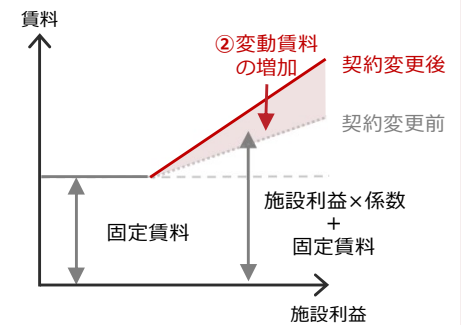 賃料
②変動賃料
の増加
契約変更後
契約変更前
固定賃料
施設利益×係数
+
固定賃料
施設利益